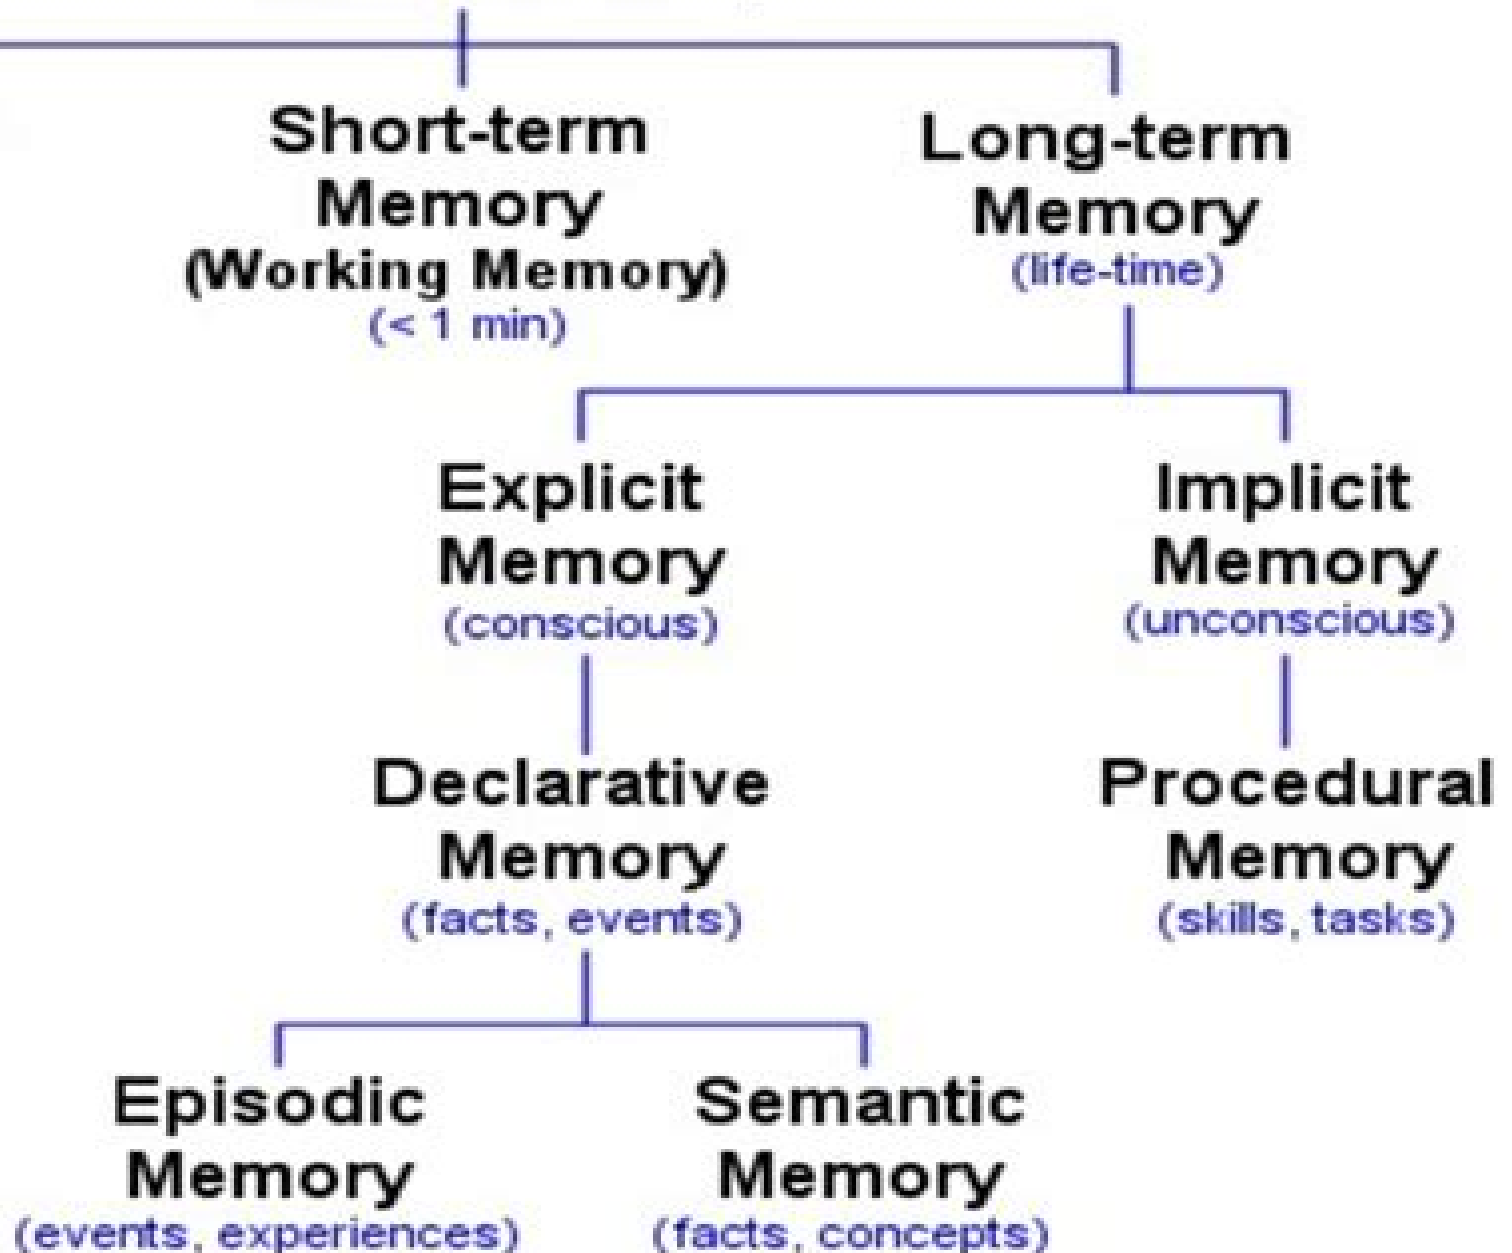 Short-term
Memory
(Working Memory)
(< 1 min)
Long-term
Memory
(life-time)
Explicit
Memory
(conscious)
Implicit
Memory
(unconscious)
Declarative
Memory
(facts, events)
Procedural
Memory
(skills, tasks)
Episodic
Memory
(events, experiences)
Semantic
Memory
(facts, concepts)